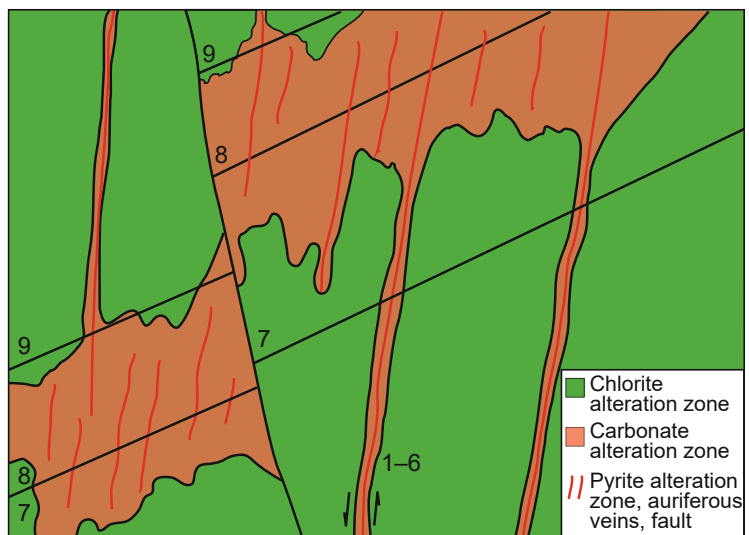 9
8
7
9
8
7
1–6
Chlorite
alteration zone
Carbonate
alteration zone
Pyrite alteration
zone, auriferous
veins, fault